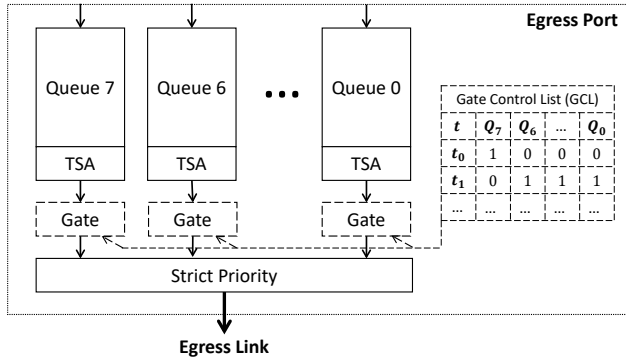 Egress Port
Queue 7 Queue 6 ... Queue 0
TSA TSA TSA
Gate Gate Gate
Gate Control List (GCL)
t Q7 Q6 ... Q0
t0 1 0 0 0
t1 0 1 1 1
... ... ... ... ...
Strict Priority
Egress Link